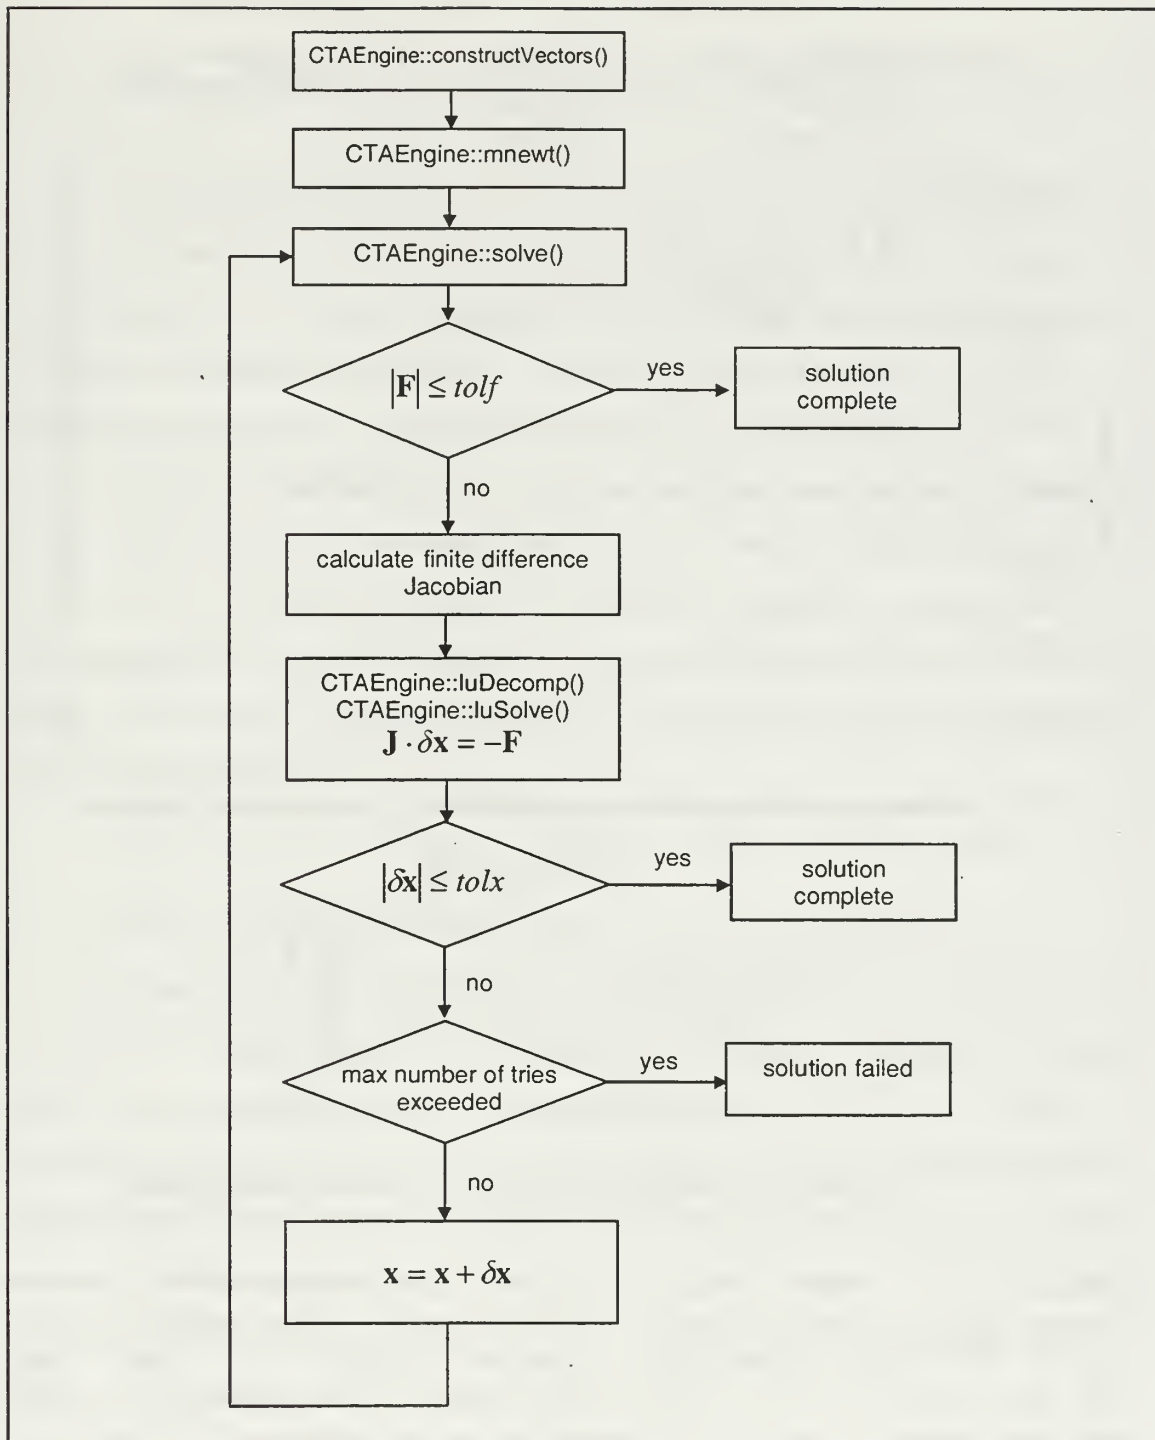 CTAEngine::constructVectors()
CTAEngine::mnewt()
CTAEngine::solve()
|F| ≤ tolf
yes
solution
complete
no
calculate finite difference
Jacobian
CTAEngine::luDecomp()
CTAEngine::luSolve()
J · δx = −F
|δx| ≤ tolx
yes
solution
complete
no
max number of tries
exceeded
yes
solution failed
no
x = x + δx